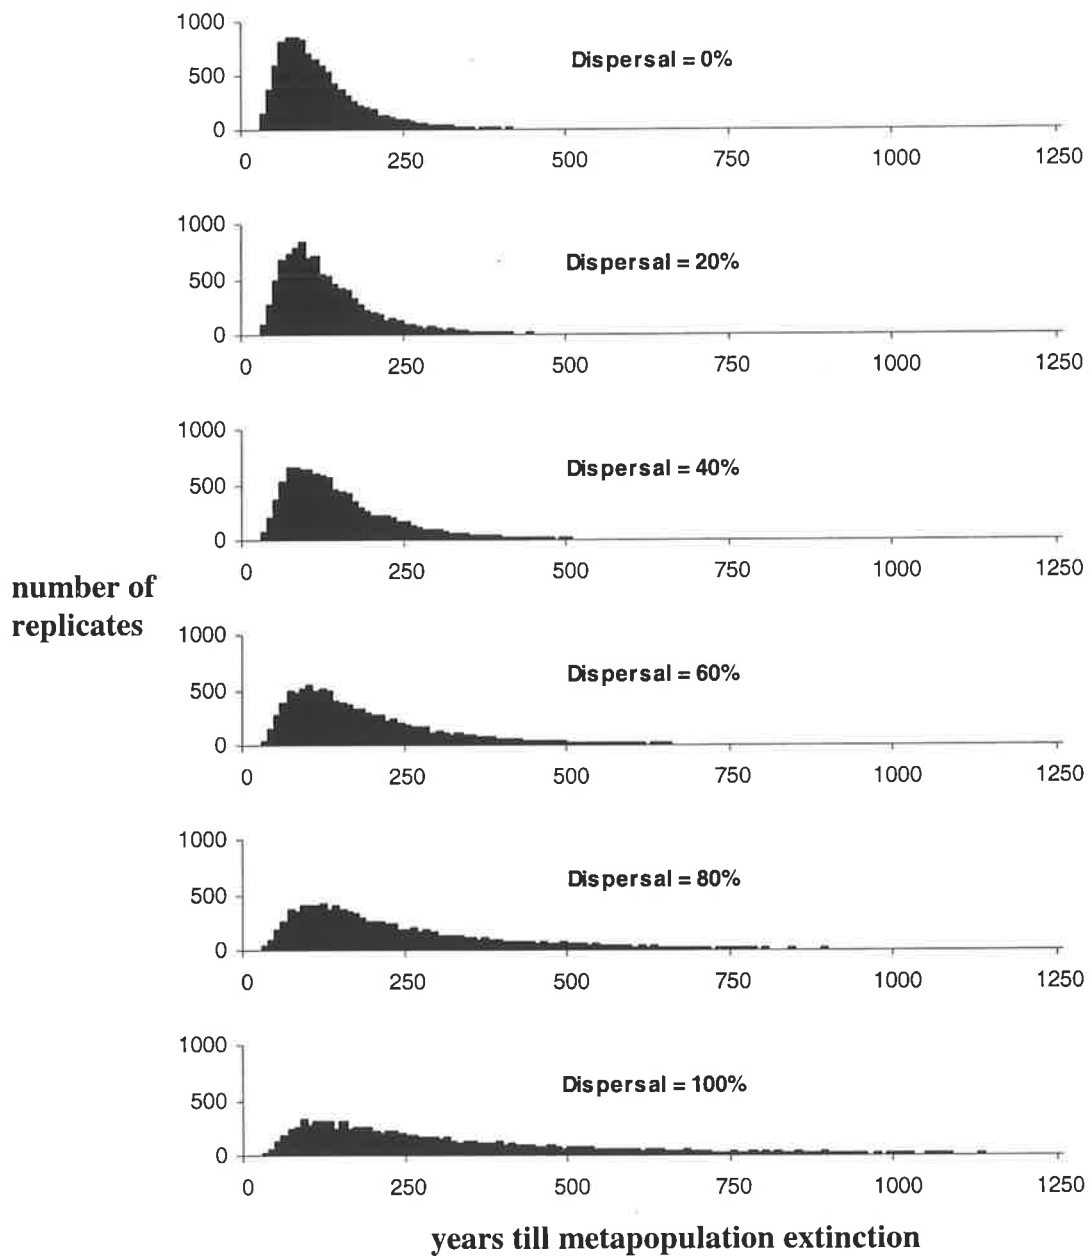 1000
Dispersal = 0%
500
0
0 250 500 750 1000 1250
1000
Dispersal = 20%
500
0
0 250 500 750 1000 1250
1000
Dispersal = 40%
500
0
0 250 500 750 1000 1250
number of
replicates
1000
Dispersal = 60%
500
0
0 250 500 750 1000 1250
1000
Dispersal = 80%
500
0
0 250 500 750 1000 1250
1000
Dispersal = 100%
500
0
0 250 500 750 1000 1250
years till metapopulation extinction